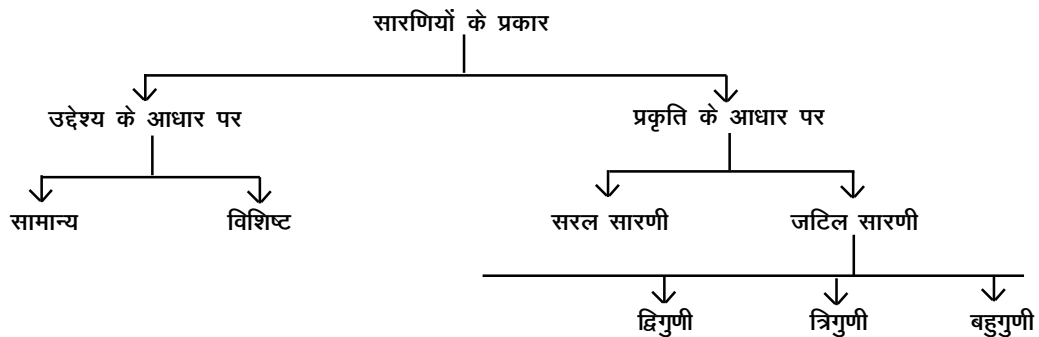 सारणियों के प्रकार
उद्देश्य के आधार पर
प्रकृति के आधार पर
सामान्य
विशिष्ट
सरल सारणी
जटिल सारणी
द्विगुणी
त्रिगुणी
बहुगुणी